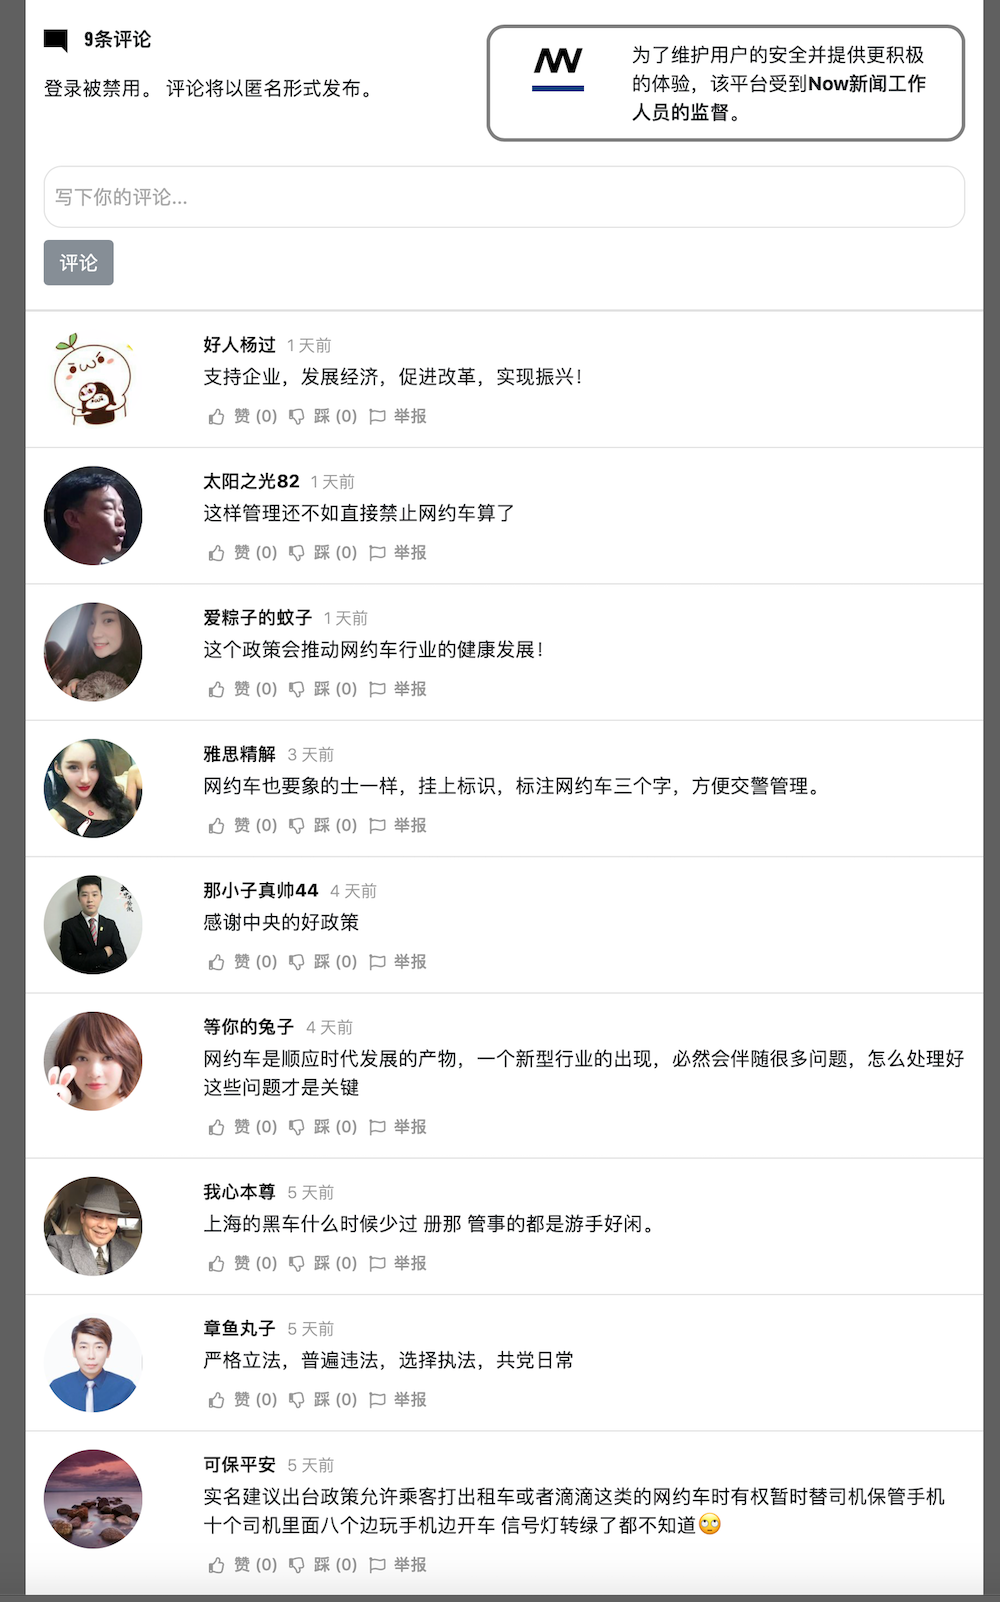 9条评论
登录被禁用。 评论将以匿名形式发布。
为了维护用户的安全并提供更积极
的体验，该平台受到Now新闻工作
人员的监督。
写下你的评论...
评论
好人杨过 1 天前
支持企业，发展经济，促进改革，实现振兴！
赞 (0) 踩 (0) 举报
太阳之光82 1 天前
这样管理还不如直接禁止网约车算了
赞 (0) 踩 (0) 举报
爱粽子的蚊子 1 天前
这个政策会推动网约车行业的健康发展！
赞 (0) 踩 (0) 举报
雅思精解 3 天前
网约车也要象的士一样，挂上标识，标注网约车三个字，方便交警管理。
赞 (0) 踩 (0) 举报
那小子真帅44 4 天前
感谢中央的好政策
赞 (0) 踩 (0) 举报
等你的兔子 4 天前
网约车是顺应时代发展的产物，一个新型行业的出现，必然会伴随很多问题，怎么处理好
这些问题才是关键
赞 (0) 踩 (0) 举报
我心本尊 5 天前
上海的黑车什么时候少过 册那 管事的都是游手好闲。
赞 (0) 踩 (0) 举报
章鱼丸子 5 天前
严格立法，普遍违法，选择执法，共党日常
赞 (0) 踩 (0) 举报
可保平安 5 天前
实名建议出台政策允许乘客打出租车或者滴滴这类的网约车时有权暂时替司机保管手机
十个司机里面八个边玩手机边开车 信号灯转绿了都不知道🙄
赞 (0) 踩 (0) 举报